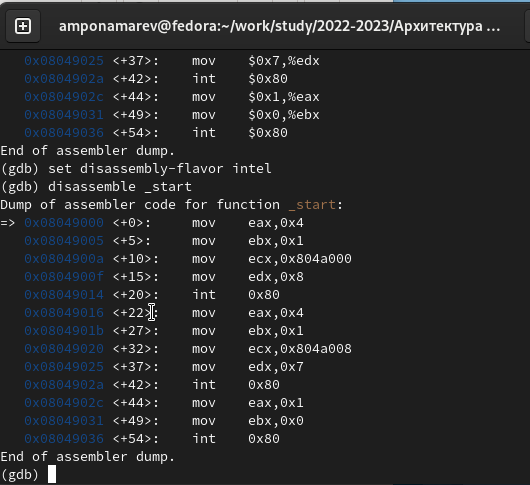 amponamarev@fedora:~/work/study/2022-2023/Архитектура ...
0x08049025 <+37>: mov $0x7,%edx
0x0804902a <+42>: int $0x80
0x0804902c <+44>: mov $0x1,%eax
0x08049031 <+49>: mov $0x0,%ebx
0x08049036 <+54>: int $0x80
End of assembler dump.
(gdb) set disassembly-flavor intel
(gdb) disassemble _start
Dump of assembler code for function _start:
=> 0x08049000 <+0>: mov eax,0x4
0x08049005 <+5>: mov ebx,0x1
0x0804900a <+10>: mov ecx,0x804a000
0x0804900f <+15>: mov edx,0x8
0x08049014 <+20>: int 0x80
0x08049016 <+22>: mov eax,0x4
0x0804901b <+27>: mov ebx,0x1
0x08049020 <+32>: mov ecx,0x804a008
0x08049025 <+37>: mov edx,0x7
0x0804902a <+42>: int 0x80
0x0804902c <+44>: mov eax,0x1
0x08049031 <+49>: mov ebx,0x0
0x08049036 <+54>: int 0x80
End of assembler dump.
(gdb)